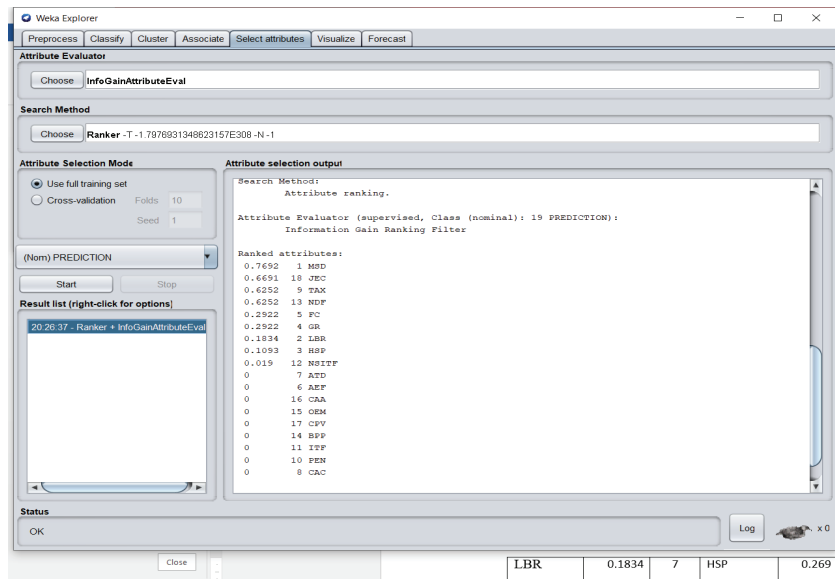 Weka Explorer
Preprocess Classify Cluster Associate Select attributes Visualize Forecast
Attribute Evaluator
Choose InfoGainAttributeEval
Search Method
Choose Ranker -T -1.7976931348623157E308 -N -1
Attribute Selection Mode
Use full training set
Cross-validation Folds 10
Seed 1
(Nom) PREDICTION
Start Stop
Result list (right-click for options)
20:26:37 - Ranker + InfoGainAttributeEval
Attribute selection output
Search Method:
Attribute ranking.
Attribute Evaluator (supervised, Class (nominal): 19 PREDICTION):
Information Gain Ranking Filter
Ranked attributes:
0.7692 1 MSD
0.6691 18 JEC
0.6252 9 TAX
0.6252 13 NDF
0.2922 5 FC
0.2922 4 GR
0.1834 2 LBR
0.1093 3 HSP
0.019 12 NSITF
0 7 ATD
0 6 AEF
0 16 CAA
0 15 OEM
0 17 CPV
0 14 BPP
0 11 ITF
0 10 PEN
0 8 CAC
Status
OK
Log x 0
Close
LBR 0.1834 7 HSP 0.269